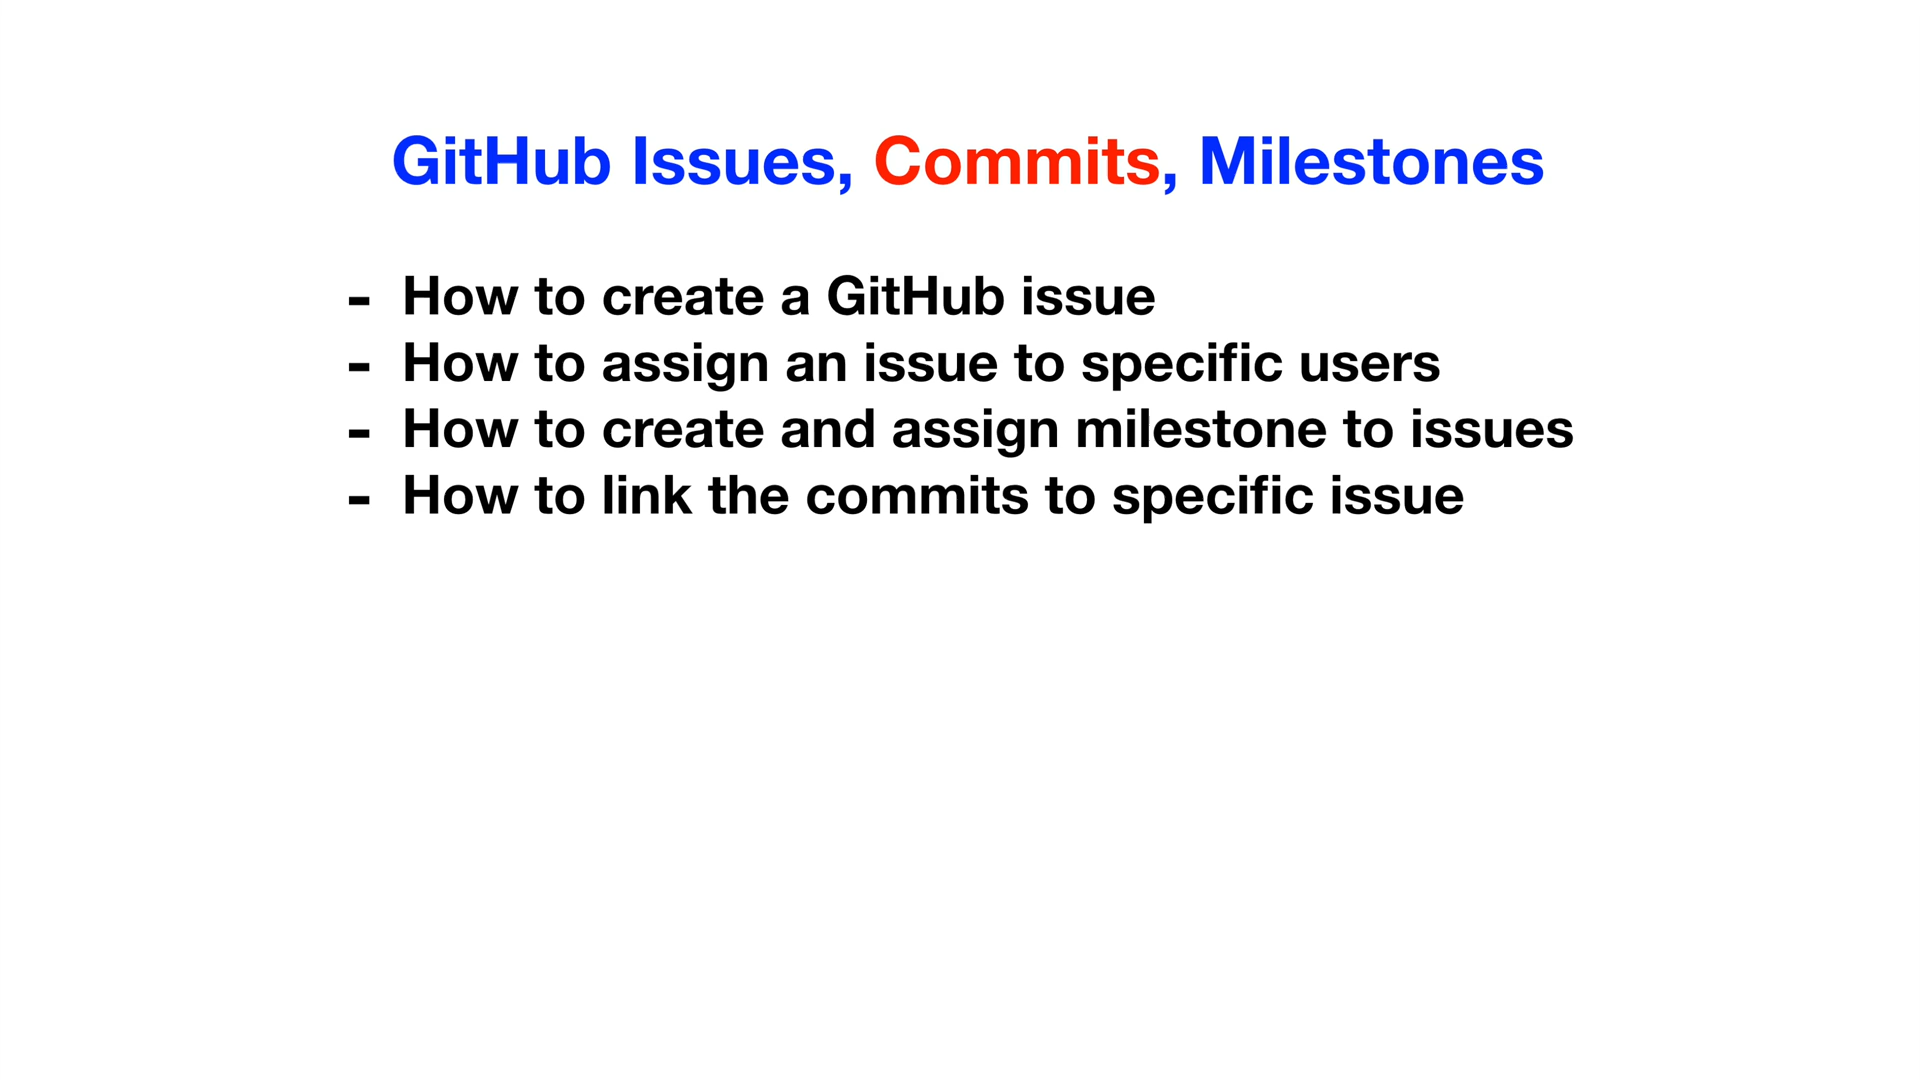 GitHub Issues, Commits, Milestones
- How to create a GitHub issue
- How to assign an issue to specific users
- How to create and assign milestone to issues
- How to link the commits to specific issue